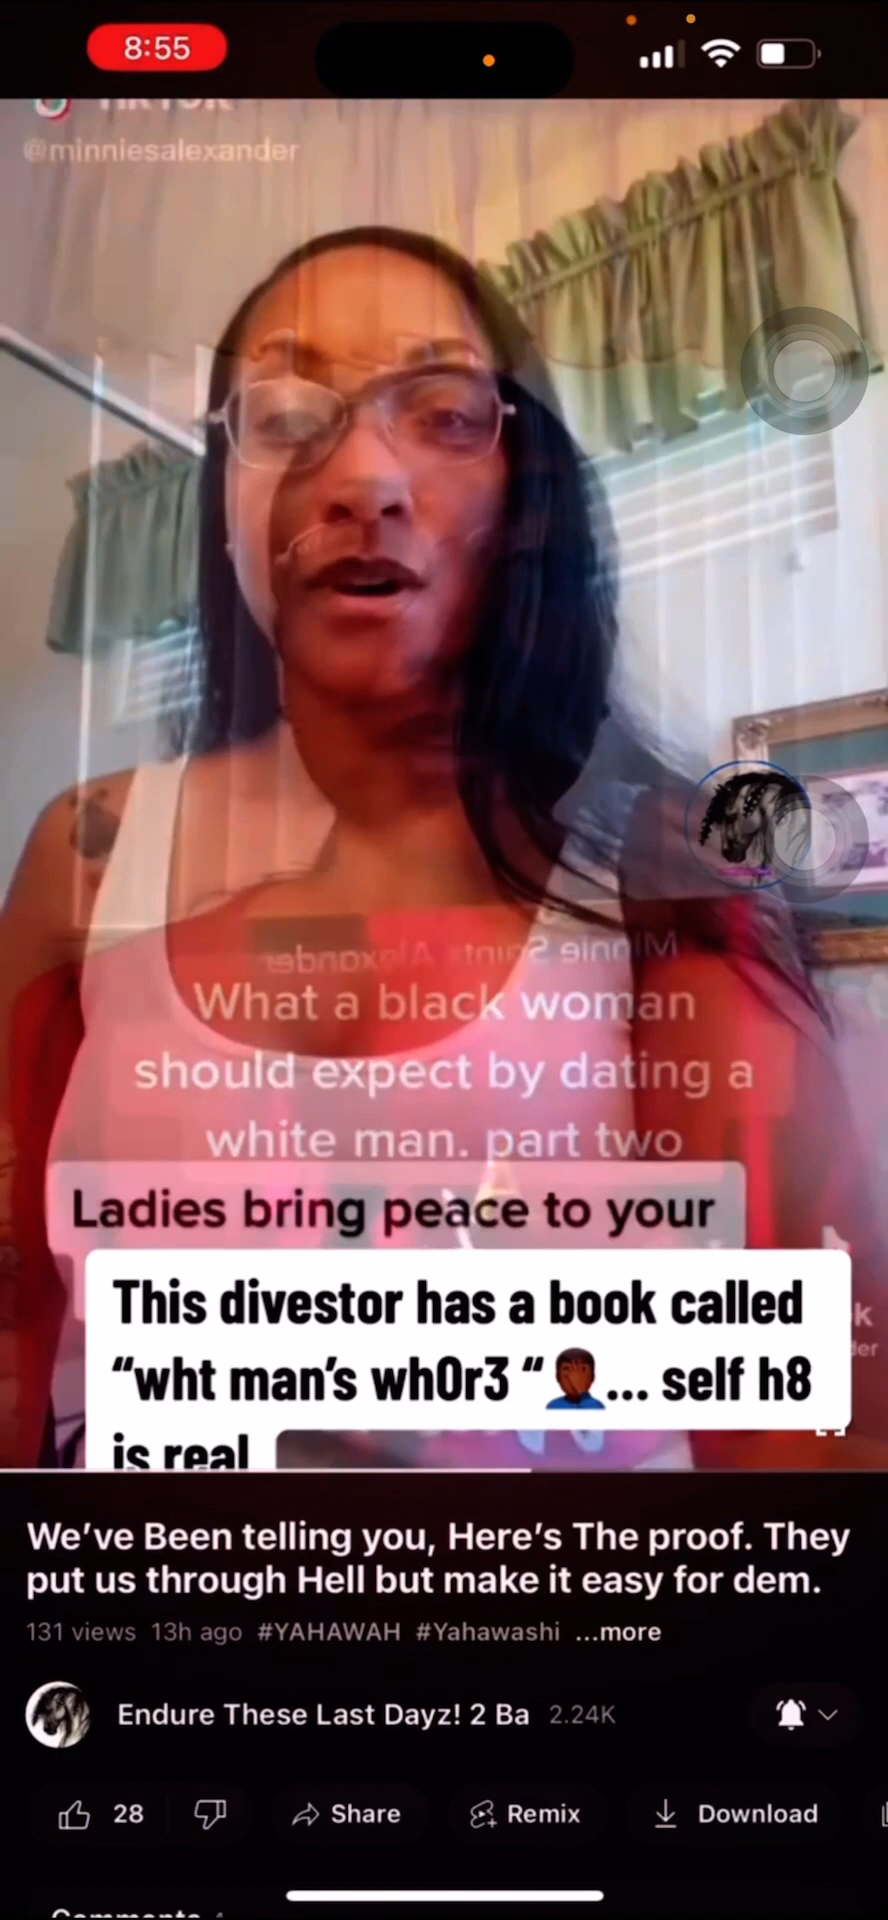 8:55
@minniesalexander
What a black woman
should expect by dating a
white man. part two
Ladies bring peace to your
This divestor has a book called
“wht man’s wh0r3 “🤦🏿‍♂️... self h8
is real
We’ve Been telling you, Here’s The proof. They
put us through Hell but make it easy for dem.
131 views 13h ago #YAHAWAH #Yahawashi ...more
Endure These Last Dayz! 2 Ba 2.24K
28 Share Remix Download